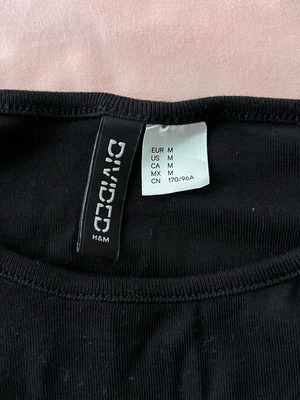 DIVIDED
H&M
EUR M
US M
CA M
MX M
CN 170/96A